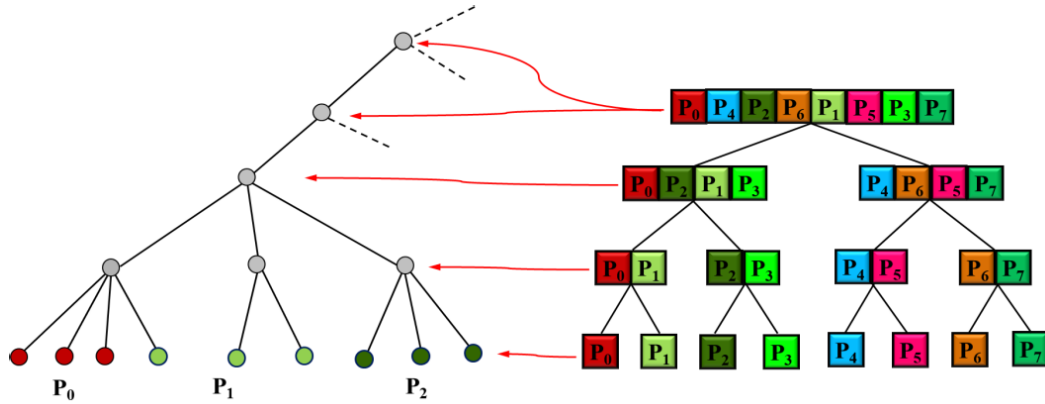 P₀ P₄ P₂ P₆ P₁ P₅ P₃ P₇
P₀ P₂ P₁ P₃ P₄ P₆ P₅ P₇
P₀ P₁ P₂ P₃ P₄ P₅ P₆ P₇
P₀ P₁ P₂ P₃ P₄ P₅ P₆ P₇
P₀ P₁ P₂